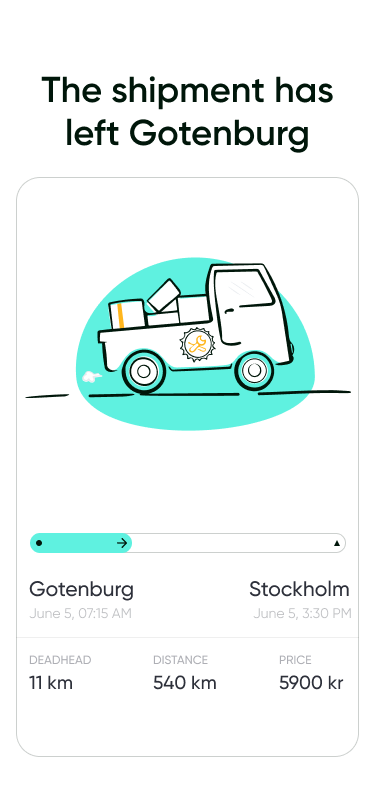 The shipment has
left Gotenburg
Gotenburg Stockholm
June 5, 07:15 AM June 5, 3:30 PM
DEADHEAD DISTANCE PRICE
11 km 540 km 5900 kr